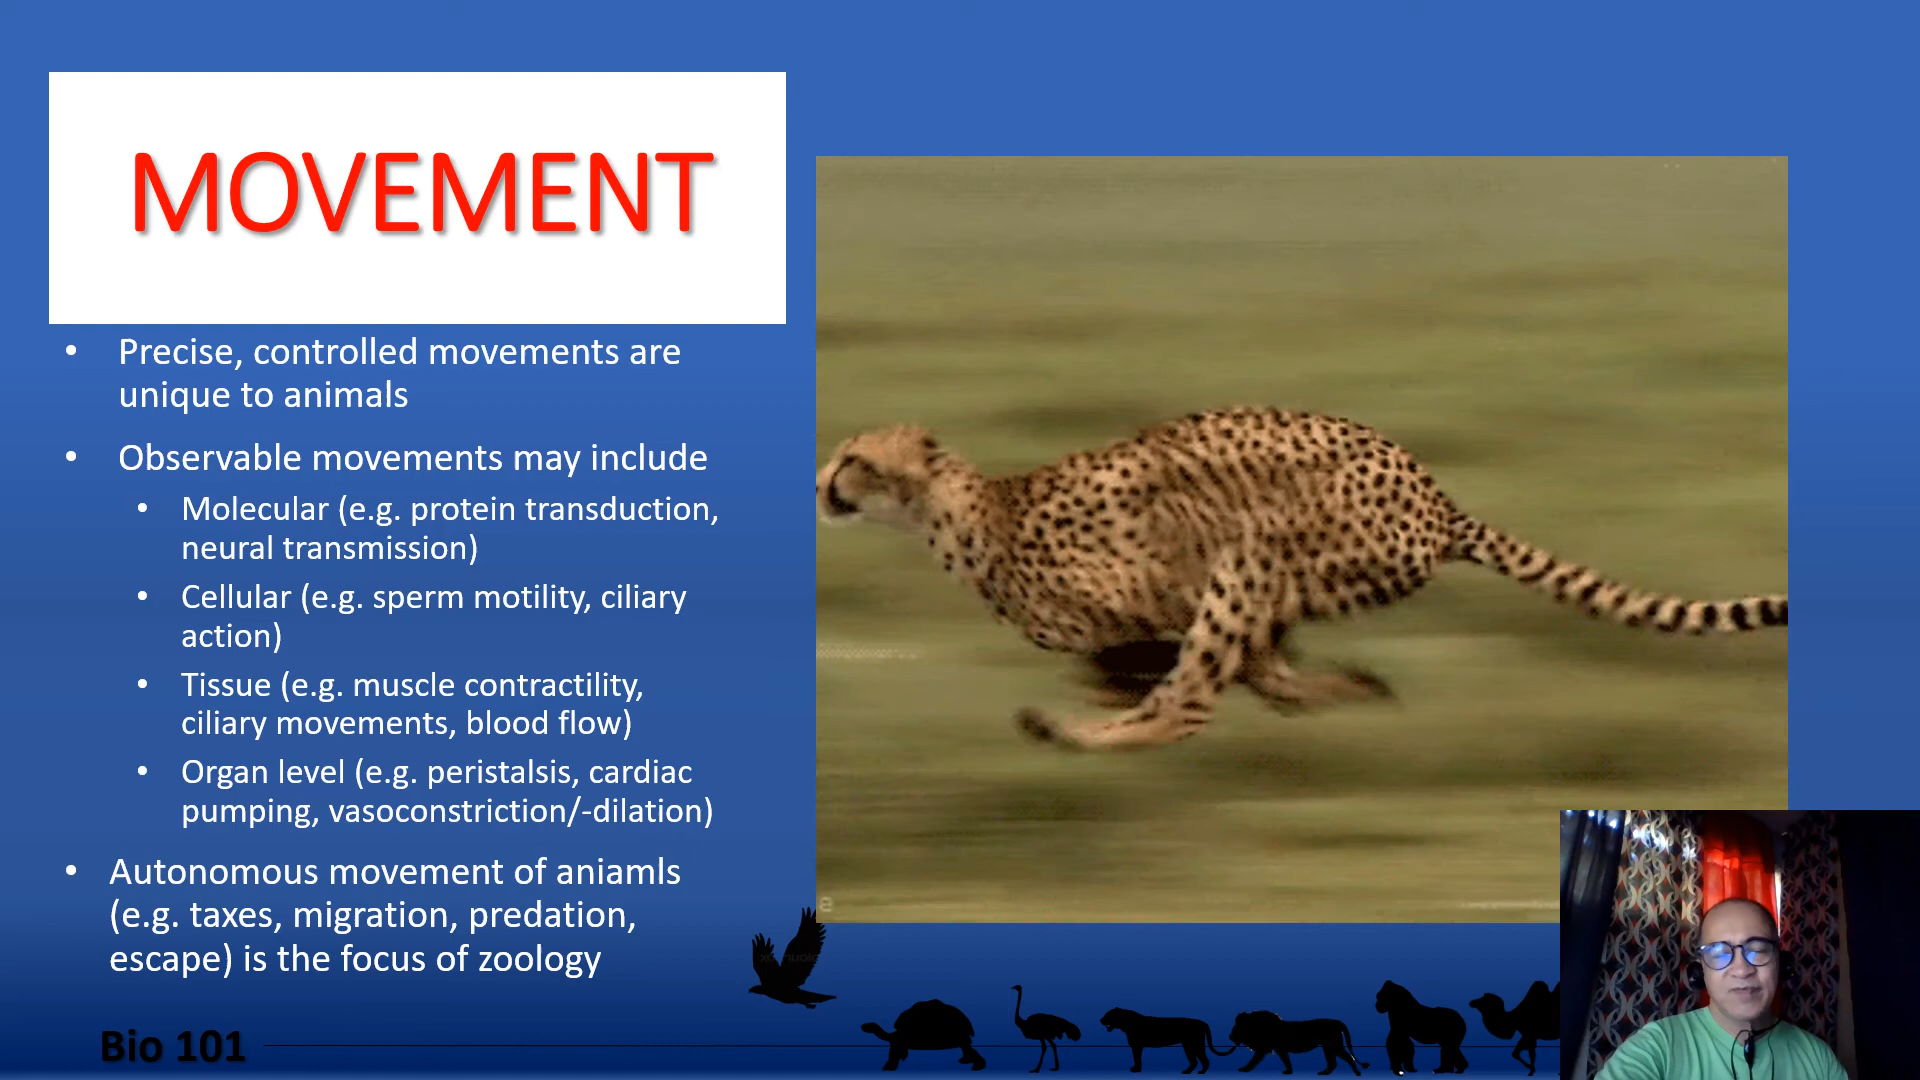 MOVEMENT
• Precise, controlled movements are
unique to animals
• Observable movements may include
• Molecular (e.g. protein transduction,
neural transmission)
• Cellular (e.g. sperm motility, ciliary
action)
• Tissue (e.g. muscle contractility,
ciliary movements, blood flow)
• Organ level (e.g. peristalsis, cardiac
pumping, vasoconstriction/-dilation)
• Autonomous movement of aniamls
(e.g. taxes, migration, predation,
escape) is the focus of zoology
Bio 101